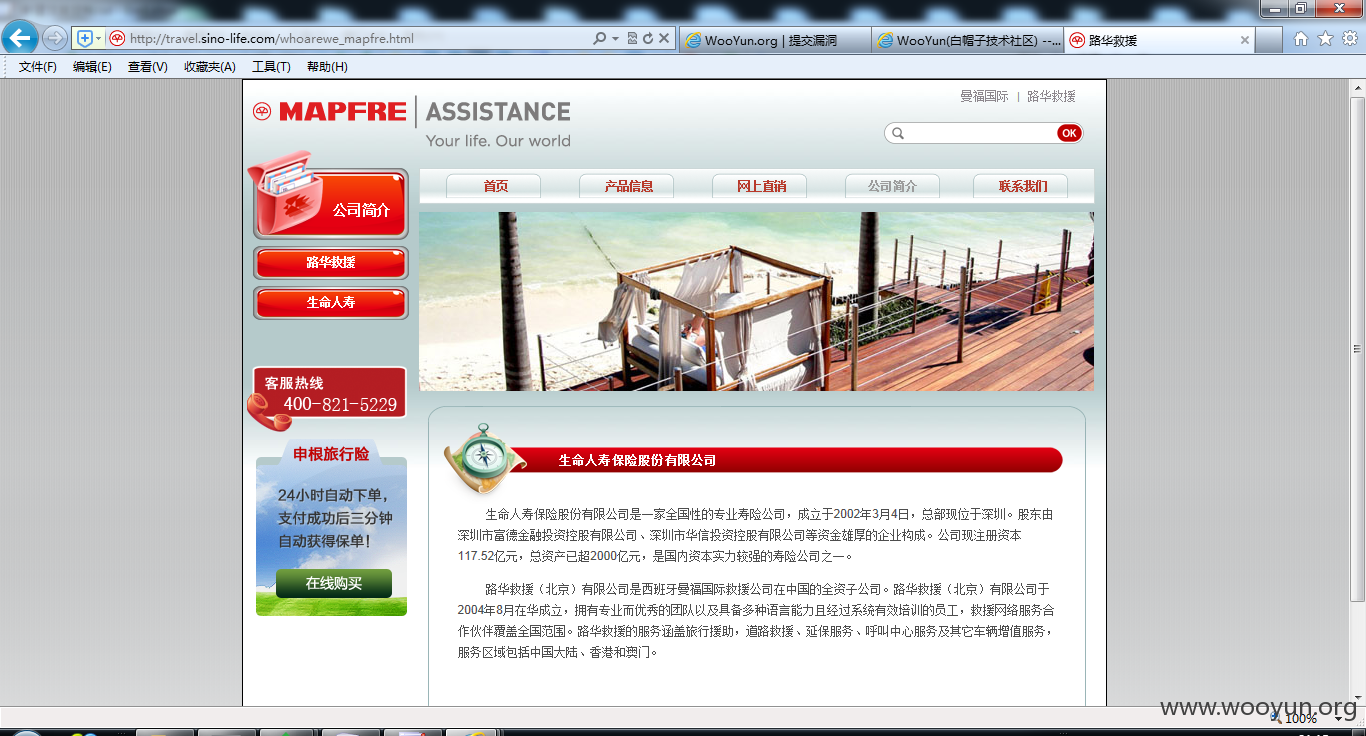 http://travel.sino-life.com/whoarewe_mapfre.html
WooYun.org | 提交漏洞
WooYun(白帽子技术社区) --...
路华救援
文件(F) 编辑(E) 查看(V) 收藏夹(A) 工具(T) 帮助(H)
MAPFRE ASSISTANCE
Your life. Our world
曼福国际 | 路华救援
OK
首页 产品信息 网上直销 公司简介 联系我们
公司简介
路华救援
生命人寿
客服热线
400-821-5229
申根旅行险
24小时自动下单，
支付成功后三分钟
自动获得保单！
在线购买
生命人寿保险股份有限公司
生命人寿保险股份有限公司是一家全国性的专业寿险公司，成立于2002年3月4日，总部现位于深圳。股东由
深圳市富德金融投资控股有限公司、深圳市华信投资控股有限公司等资金雄厚的企业构成。公司现注册资本
117.52亿元，总资产已超2000亿元，是国内资本实力较强的寿险公司之一。
路华救援（北京）有限公司是西班牙曼福国际救援公司在中国的全资子公司。路华救援（北京）有限公司于
2004年8月在华成立，拥有专业而优秀的团队以及具备多种语言能力且经过系统有效培训的员工，救援网络服务合
作伙伴覆盖全国范围。路华救援的服务涵盖旅行援助，道路救援、延保服务、呼叫中心服务及其它车辆增值服务，
服务区域包括中国大陆、香港和澳门。
www.wooyun.org
100%